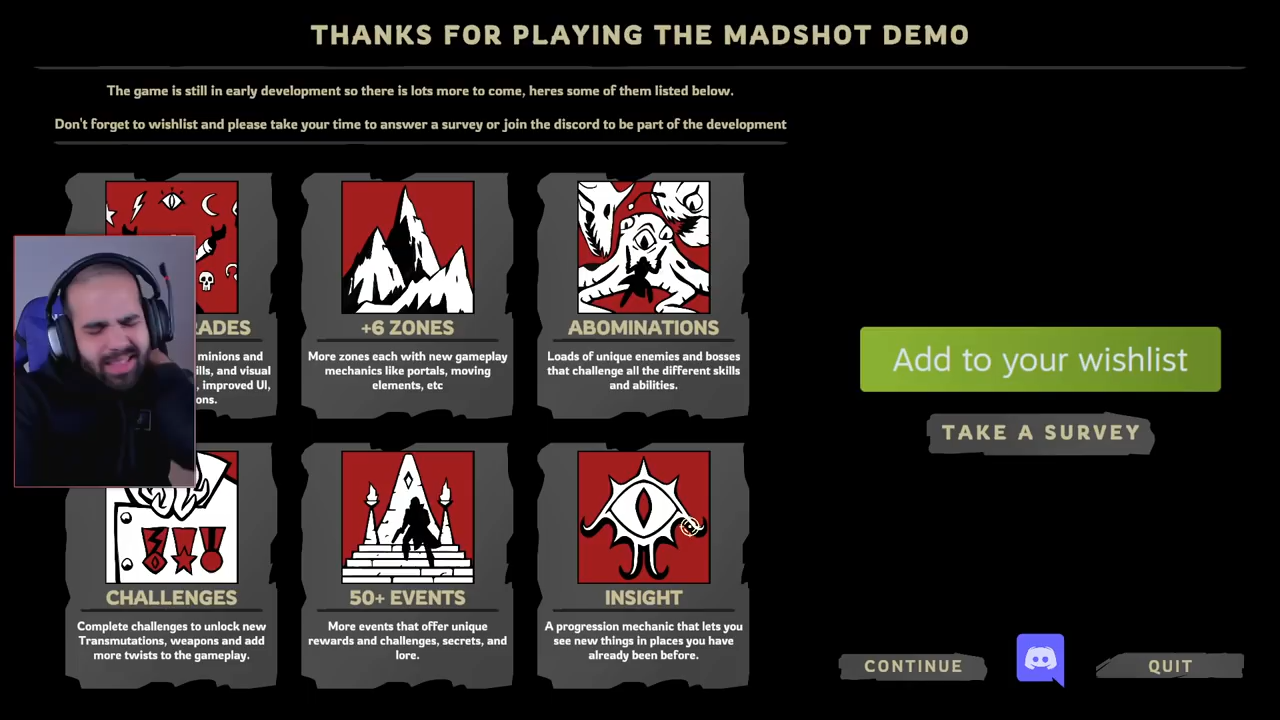 THANKS FOR PLAYING THE MADSHOT DEMO
The game is still in early development so there is lots more to come, heres some of them listed below.
Don't forget to wishlist and please take your time to answer a survey or join the discord to be part of the development
minions and
and visual
improved UI,
+6 ZONES
More zones each with new gameplay
mechanics like portals, moving
elements, etc
ABOMINATIONS
Loads of unique enemies and bosses
that challenge all the different skills
and abilities.
CHALLENGES
Complete challenges to unlock new
Transmutations, weapons and add
more twists to the gameplay.
50+ EVENTS
More events that offer unique
rewards and challenges, secrets, and
lore.
INSIGHT
A progression mechanic that lets you
see new things in places you have
already been before.
Add to your wishlist
TAKE A SURVEY
CONTINUE
QUIT